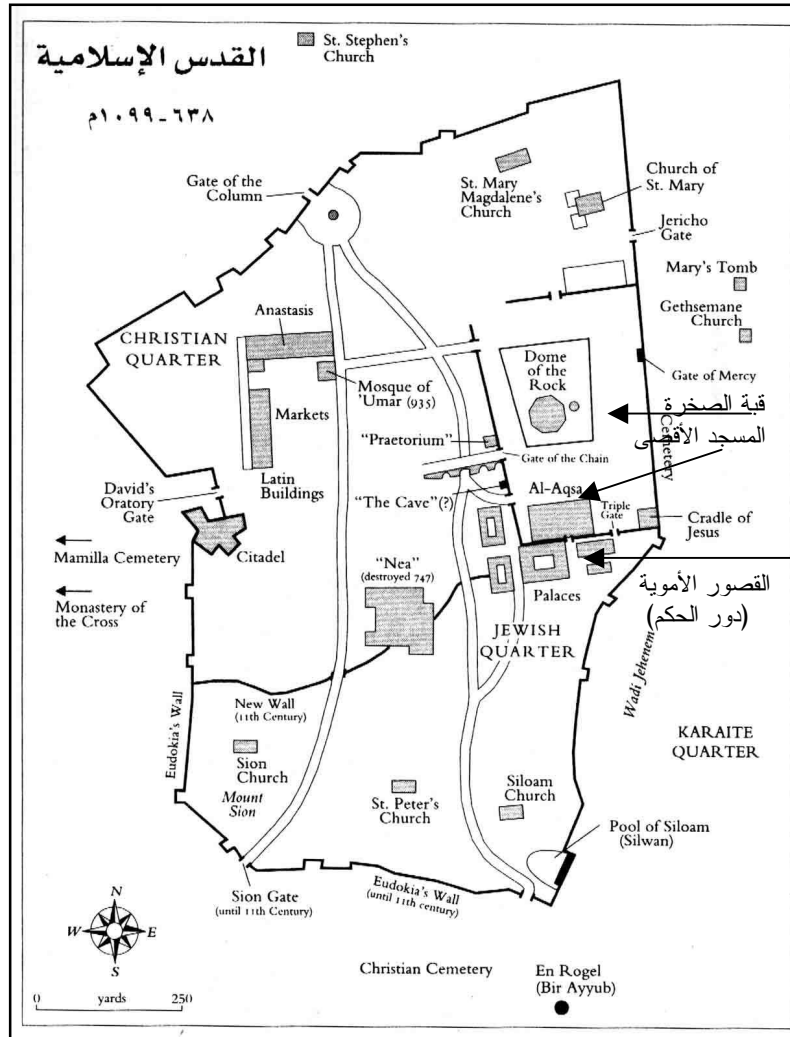 القدس الإسلامية
٦٣٨-١٠٩٩م
St. Stephen's
Church
Gate of the
Column
St. Mary
Magdalene's
Church
Church of
St. Mary
Jericho
Gate
Mary's Tomb
Gethsemane
Church
Anastasis
CHRISTIAN
QUARTER
Mosque of
'Umar (935)
Markets
Dome
of the
Rock
Gate of Mercy
قبة الصخرة
المسجد الأقصى
Cemetery
"Praetorium"
Gate of the Chain
Latin
Buildings
David's
Oratory
Gate
"The Cave"(?)
Al-Aqsa
Triple
Gate
Cradle of
Jesus
Mamilla Cemetery
Citadel
Monastery of
the Cross
"Nea"
(destroyed 747)
Palaces
القصور الأموية
(دور الحكم)
JEWISH
QUARTER
Wadi Jehenem
KARAITE
QUARTER
New Wall
(11th Century)
Eudokia's Wall
Sion
Church
Mount
Sion
St. Peter's
Church
Siloam
Church
Pool of Siloam
(Silwan)
Sion Gate
(until 11th Century)
Eudokia's Wall
(until 11th century)
N
W
E
S
0 yards 250
Christian Cemetery
En Rogel
(Bir Ayyub)